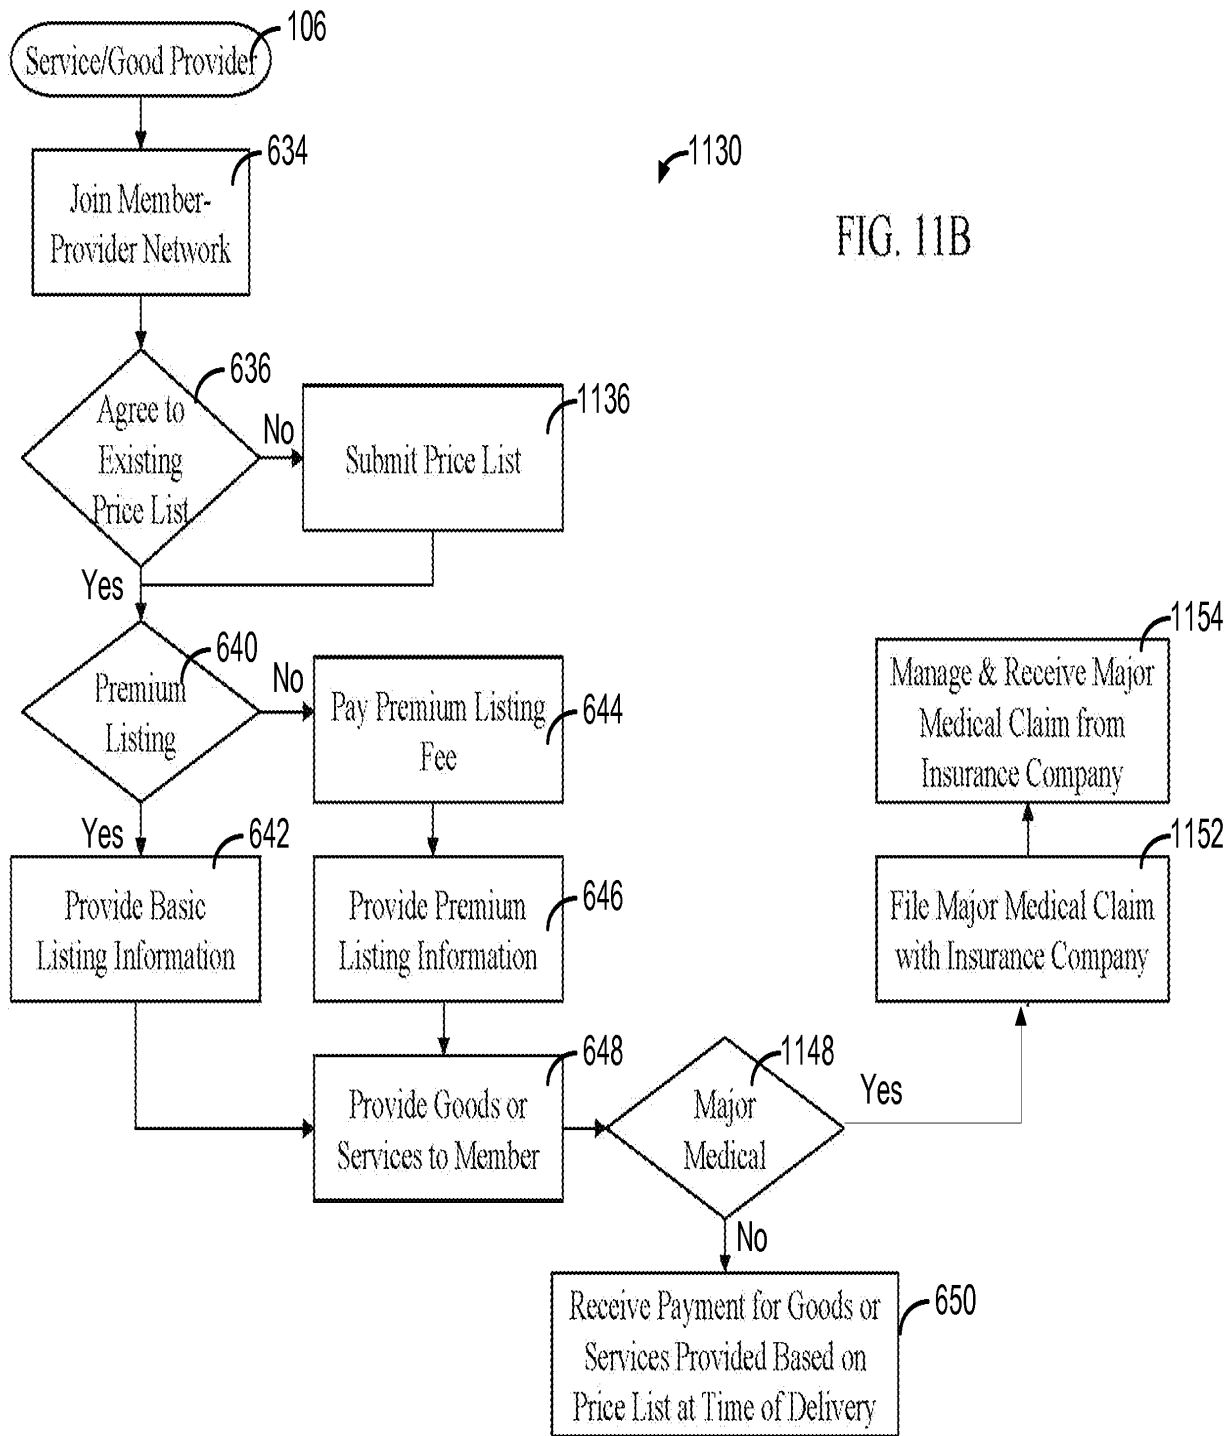 106
Service/Good Provider
634
Join Member-
Provider Network
1130
FIG. 11B
636
Agree to
Existing
Price List
No
1136
Submit Price List
Yes
640
Premium
Listing
No
Pay Premium Listing
Fee
644
1154
Manage & Receive Major
Medical Claim from
Insurance Company
Yes
642
Provide Basic
Listing Information
646
Provide Premium
Listing Information
1152
File Major Medical Claim
with Insurance Company
648
Provide Goods or
Services to Member
1148
Major
Medical
Yes
No
650
Receive Payment for Goods or
Services Provided Based on
Price List at Time of Delivery